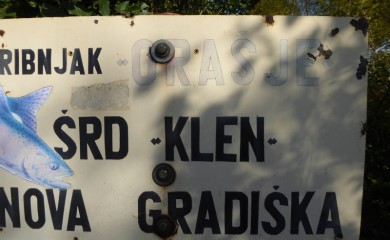 RIBNJAK «ORASJE
ŠRD «KLEN»
NOVA GRADIŠKA